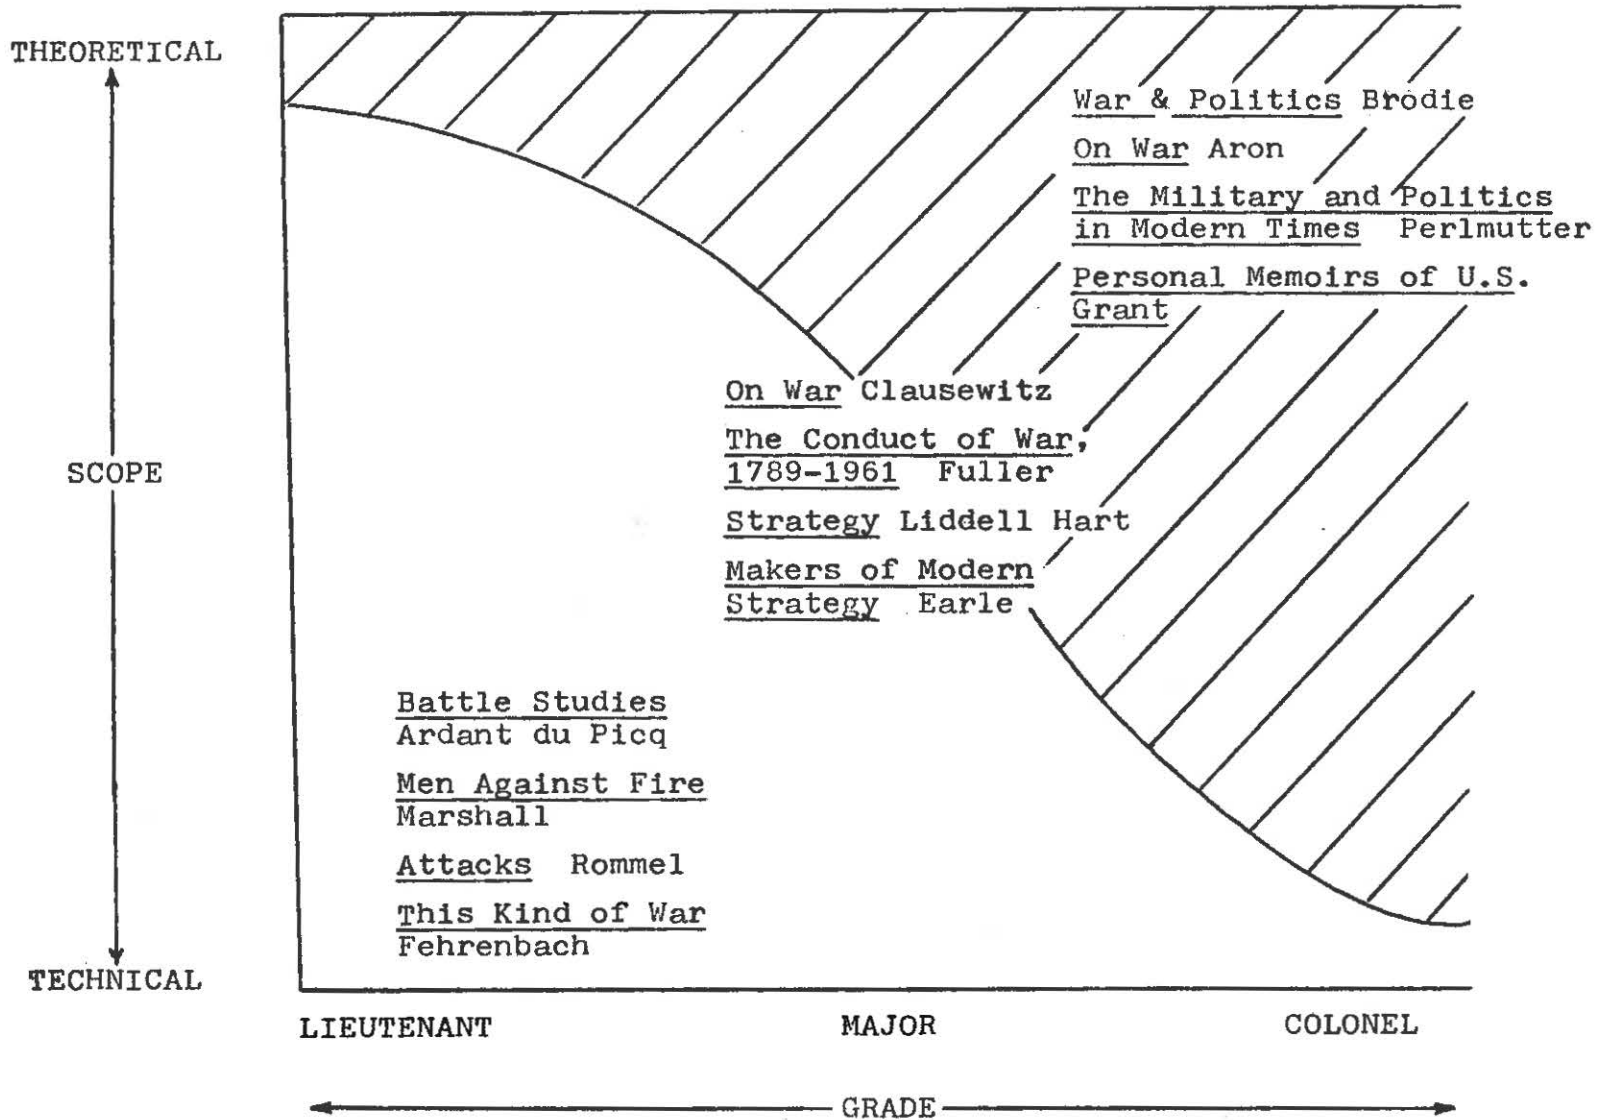 THEORETICAL
War & Politics Brodie
On War Aron
The Military and Politics
in Modern Times Perlmutter
Personal Memoirs of U.S.
Grant
On War Clausewitz
The Conduct of War,
1789-1961 Fuller
SCOPE
Strategy Liddell Hart
Makers of Modern
Strategy Earle
Battle Studies
Ardant du Picq
Men Against Fire
Marshall
Attacks Rommel
This Kind of War
Fehrenbach
TECHNICAL
LIEUTENANT MAJOR COLONEL
GRADE